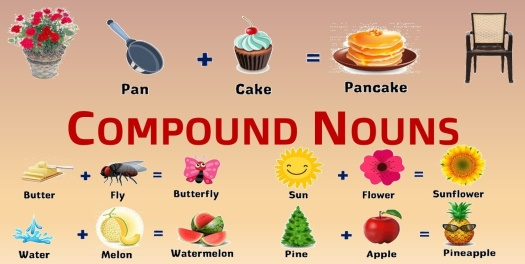 Pan + Cake = Pancake
COMPOUND NOUNS
Butter + Fly = Butterfly
Sun + Flower = Sunflower
Water + Melon = Watermelon
Pine + Apple = Pineapple